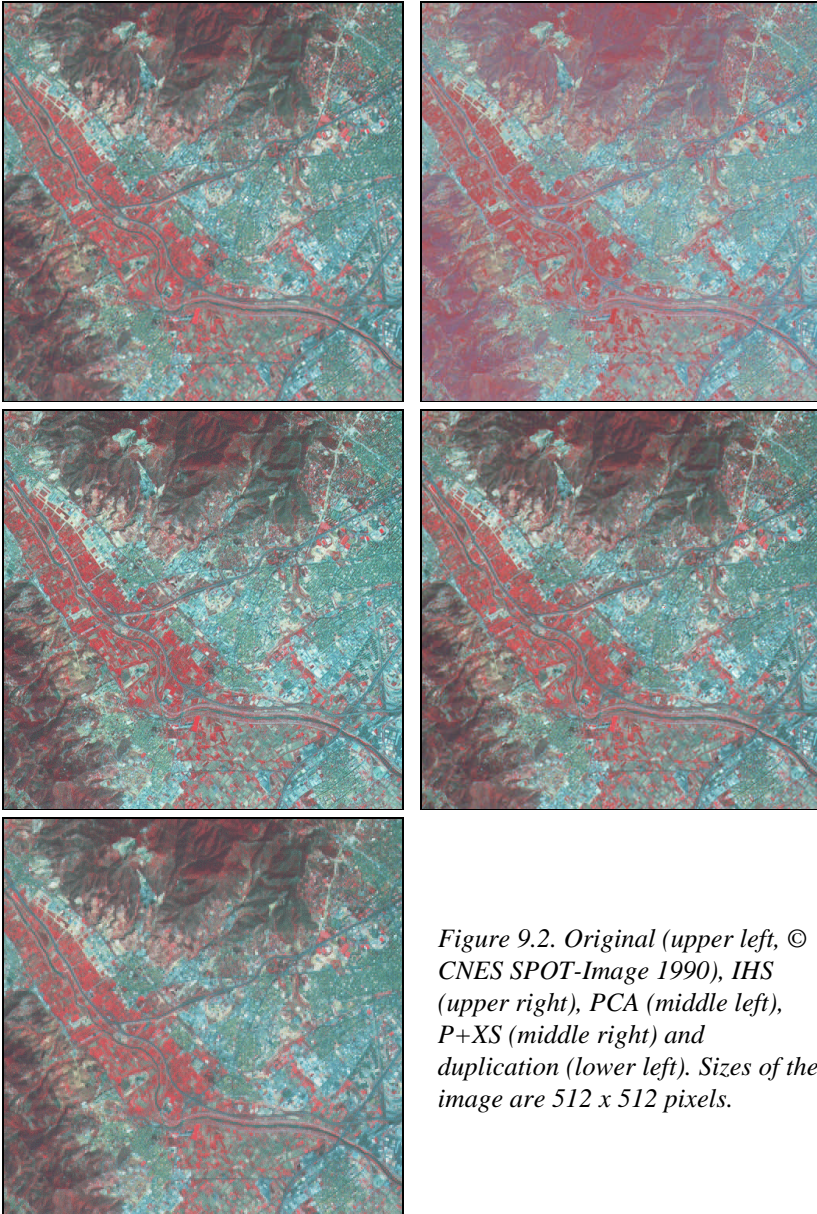 Figure 9.2. Original (upper left, ©
CNES SPOT-Image 1990), IHS
(upper right), PCA (middle left),
P+XS (middle right) and
duplication (lower left). Sizes of the
image are 512 x 512 pixels.